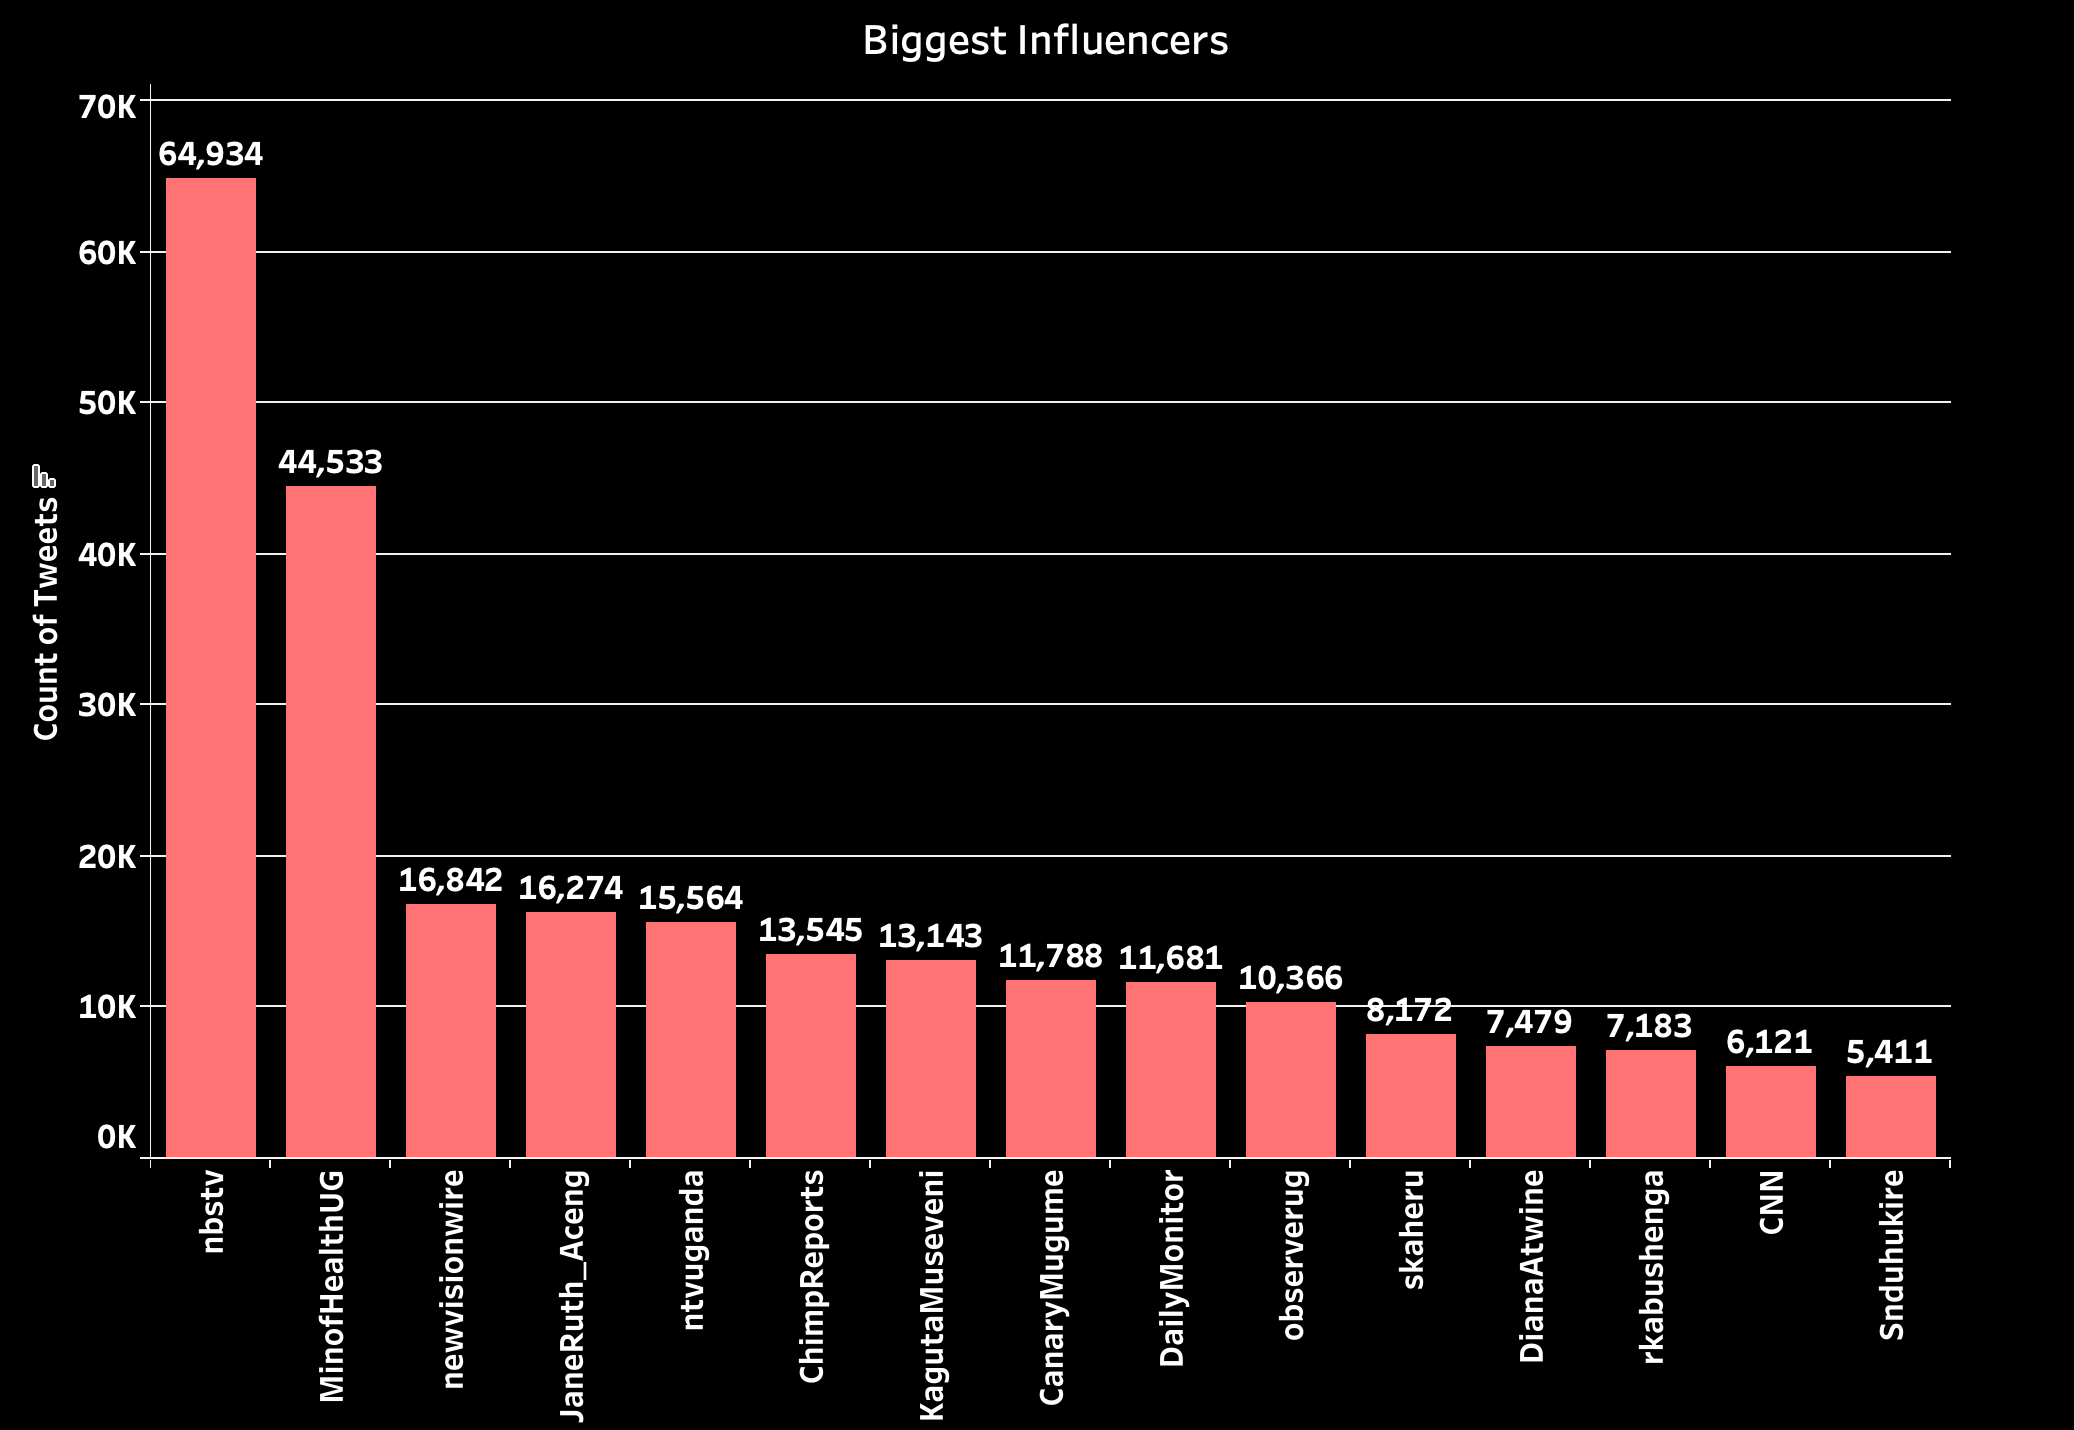 Biggest Influencers
Count of Tweets
70K
60K
50K
40K
30K
20K
10K
0K
64,934
44,533
16,842
16,274
15,564
13,545
13,143
11,788
11,681
10,366
8,172
7,479
7,183
6,121
5,411
nbstv
MinofHealthUG
newvisionwire
JaneRuth_Aceng
ntvuganda
ChimpReports
KagutaMuseveni
CanaryMugume
DailyMonitor
observerug
skaheru
DianaAtwine
rkabushenga
CNN
Snduhukire